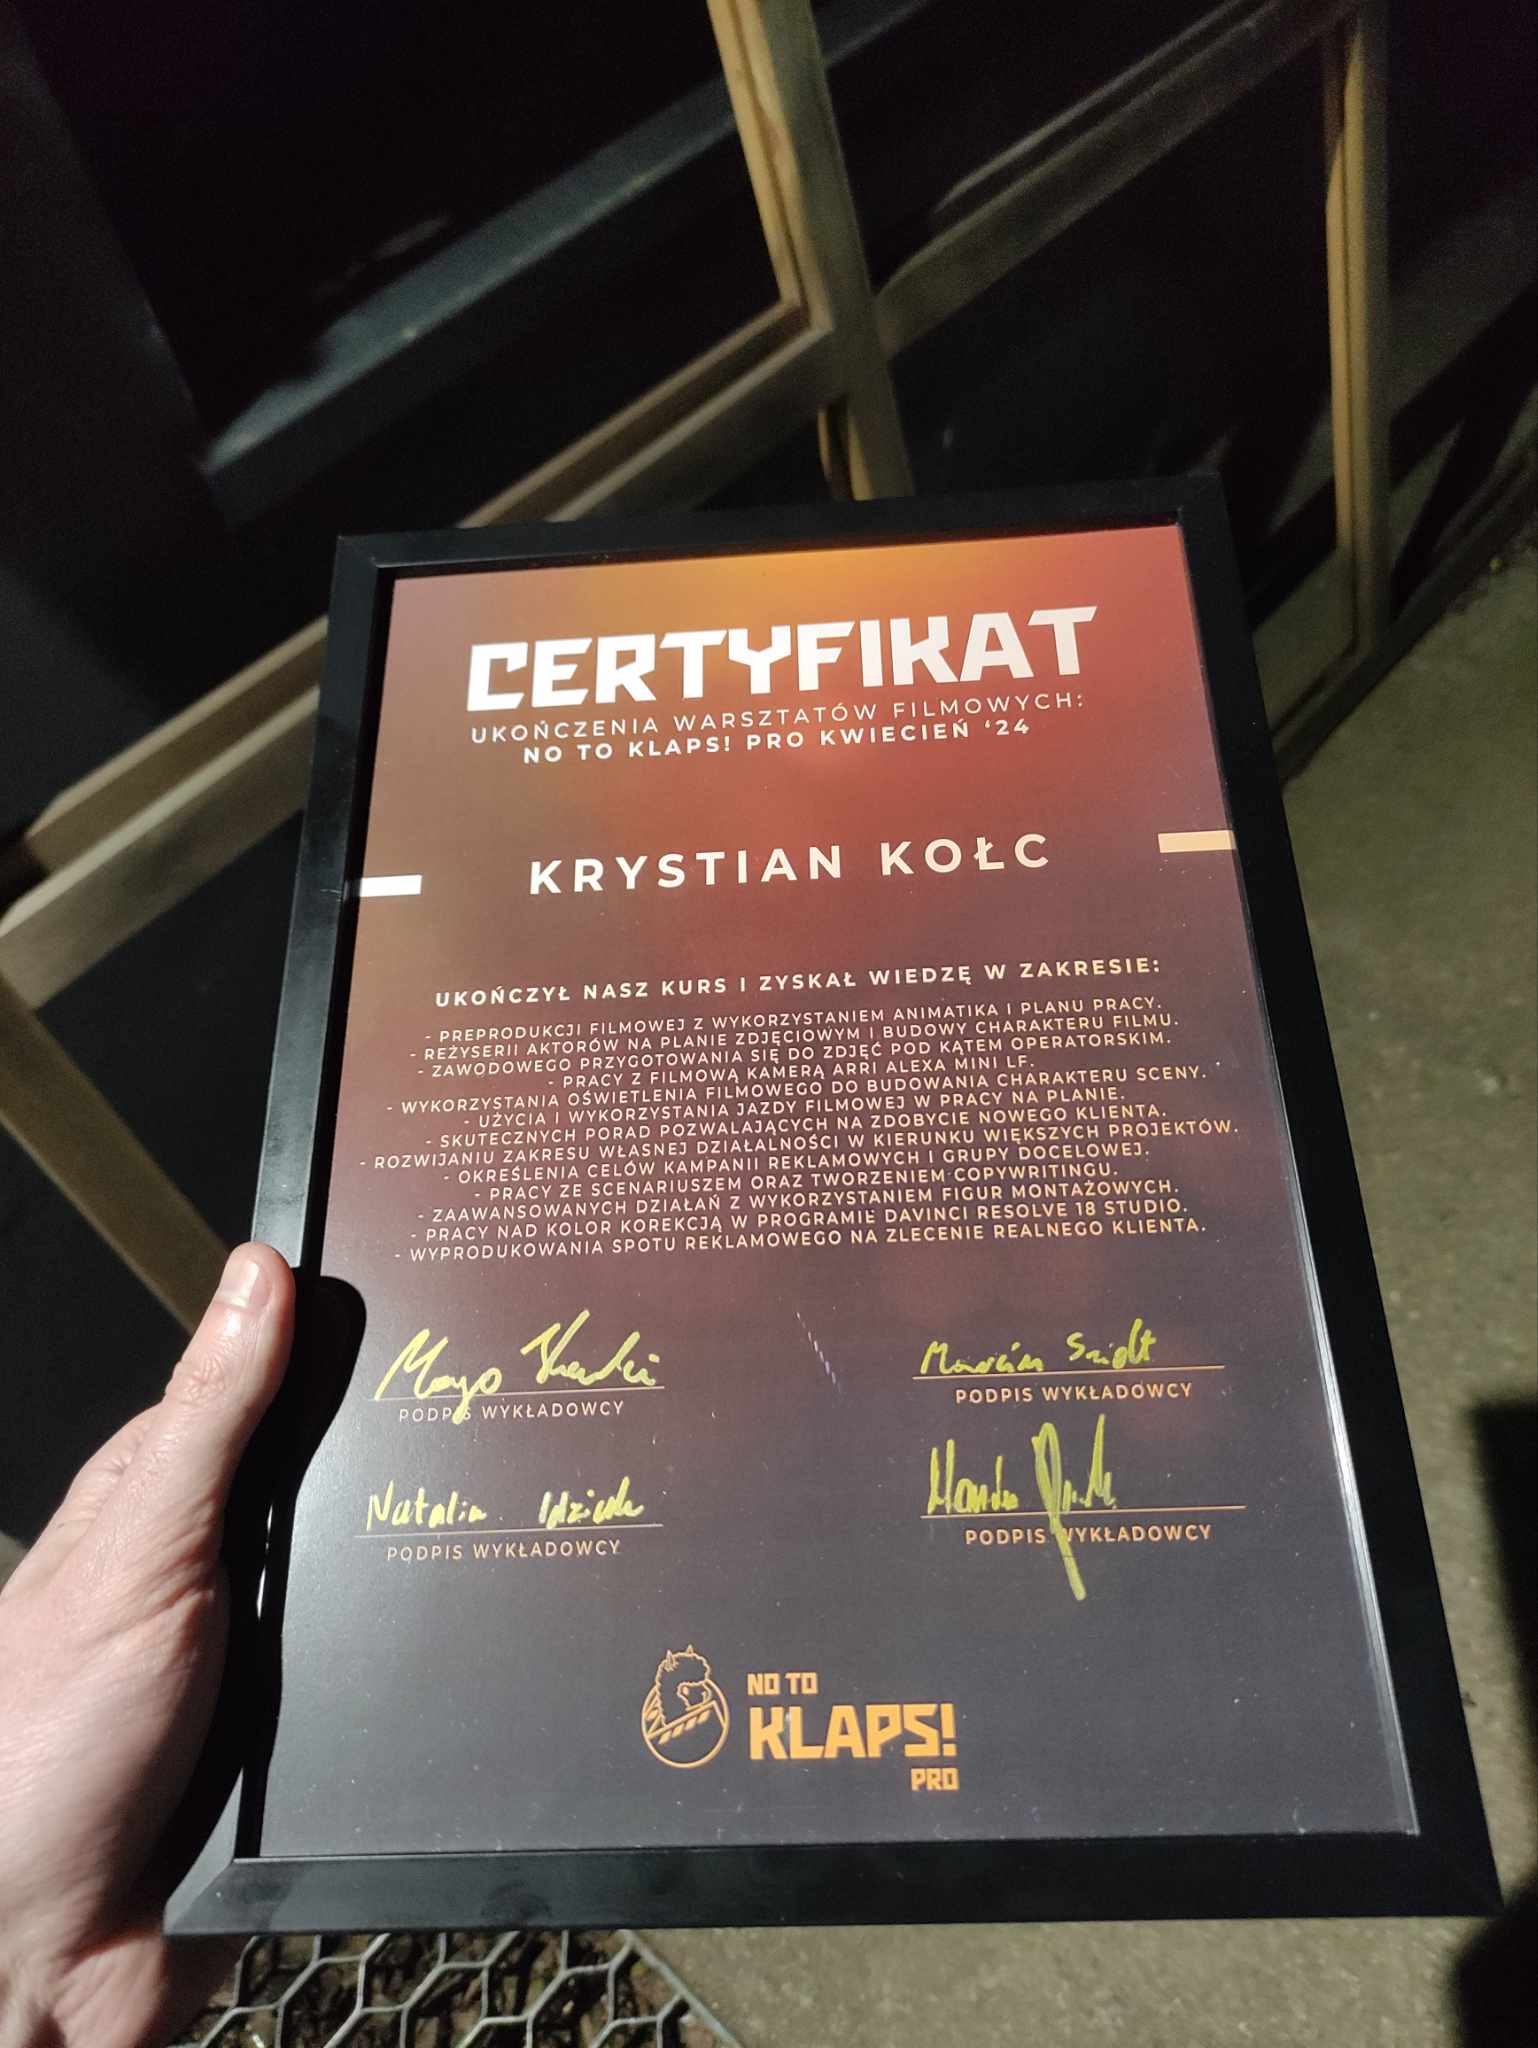 CERTYFIKAT
UKOŃCZENIA WARSZTATÓW FILMOWYCH:
NO TO KLAPS! PRO KWIECIEŃ ‘24
KRYSTIAN KOŁC
UKOŃCZYŁ NASZ KURS I ZYSKAŁ WIEDZĘ W ZAKRESIE:
- PREPRODUKCJI FILMOWEJ Z WYKORZYSTANIEM ANIMATIKA I PLANU PRACY.
- REŻYSERII AKTORÓW NA PLANIE ZDJĘCIOWYM I BUDOWY CHARAKTERU FILMU.
- ZAWODOWEGO PRZYGOTOWANIA SIĘ DO ZDJĘĆ POD KĄTEM OPERATORSKIM.
- PRACY Z FILMOWĄ KAMERĄ ARRI ALEXA MINI LF.
- WYKORZYSTANIA OŚWIETLENIA FILMOWEGO DO BUDOWANIA CHARAKTERU SCENY.
- UŻYCIA I WYKORZYSTANIA JAZDY FILMOWEJ W PRACY NA PLANIE.
- SKUTECZNYCH PORAD POZWALAJĄCYCH NA ZDOBYCIE NOWEGO KLIENTA.
- ROZWIJANIU ZAKRESU WŁASNEJ DZIAŁALNOŚCI W KIERUNKU WIĘKSZYCH PROJEKTÓW.
- OKREŚLENIA CELÓW KAMPANII REKLAMOWYCH I GRUPY DOCELOWEJ.
- PRACY ZE SCENARIUSZEM ORAZ TWORZENIEM COPYWRITINGU.
- ZAAWANSOWANYCH DZIAŁAŃ Z WYKORZYSTANIEM FIGUR MONTAŻOWYCH.
- PRACY NAD KOLOR KOREKCJĄ W PROGRAMIE DAVINCI RESOLVE 18 STUDIO.
- WYPRODUKOWANIA SPOTU REKLAMOWEGO NA ZLECENIE REALNEGO KLIENTA.
Marcin
PODPIS WYKŁADOWCY
PODPIS WYKŁADOWCY
Natalia
PODPIS WYKŁADOWCY
PODPIS WYKŁADOWCY
NO TO
KLAPS!
PRO